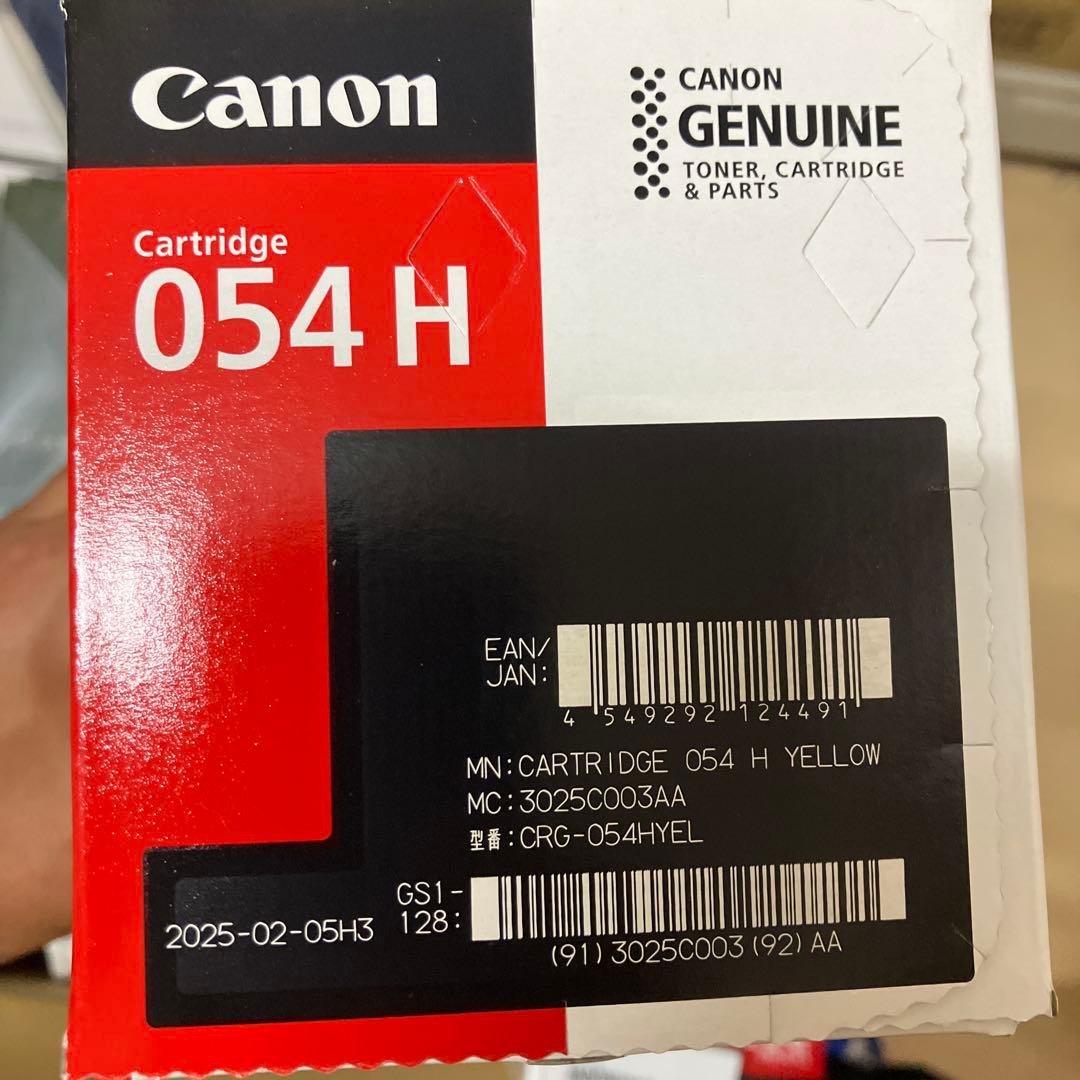 Canon
CANON
GENUINE
TONER, CARTRIDGE
& PARTS
Cartridge
054 H
EAN/
JAN:
4 549292 124491
MN:CARTRIDGE 054 H YELLOW
MC:3025C003AA
型番:CRG-054HYEL
GS1-
128:
2025-02-05H3
(91)3025C003(92)AA